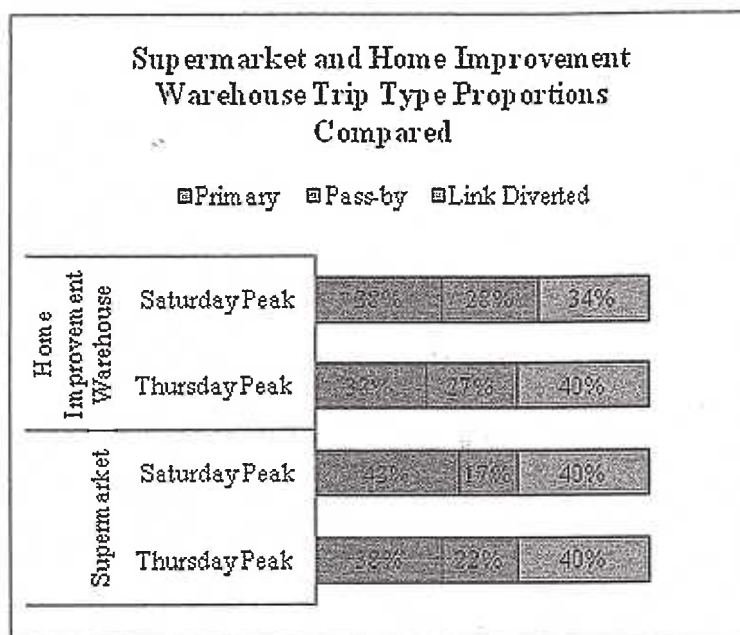 Supermarket and Home Improvement
Warehouse Trip Type Proportions
Compared
Primary Pass-by Link Diverted
Home
Improvement
Warehouse
Saturday Peak 38% 28% 34%
Thursday Peak 27% 40%
Supermarket
Saturday Peak 43% 17% 40%
Thursday Peak 38% 22% 40%